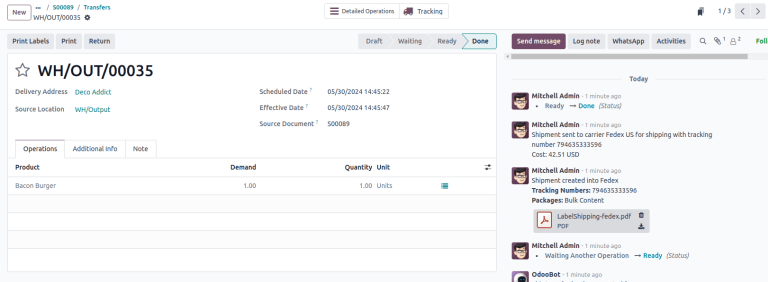 New
... / S00089 / Transfers
WH/OUT/00035
Detailed Operations
Tracking
1 / 3
Print Labels
Print
Return
Draft
Waiting
Ready
Done
Send message
Log note
WhatsApp
Activities
1
2
Foll
WH/OUT/00035
Delivery Address Deco Addict
Source Location WH/Output
Scheduled Date ? 05/30/2024 14:45:22
Effective Date ? 05/30/2024 14:45:47
Source Document ? S00089
Operations
Additional Info
Note
Product Demand Quantity Unit
Bacon Burger 1.00 1.00 Units
Today
Mitchell Admin - 1 minute ago
• Ready → Done (Status)
Mitchell Admin - 1 minute ago
Shipment sent to carrier Fedex US for shipping with tracking
number 794635333596
Cost: 42.51 USD
Mitchell Admin - 1 minute ago
Shipment created into Fedex
Tracking Numbers: 794635333596
Packages: Bulk Content
LabelShipping-fedex.pdf
PDF
Mitchell Admin - 1 minute ago
• Waiting Another Operation → Ready (Status)
OdooBot - 1 minute ago